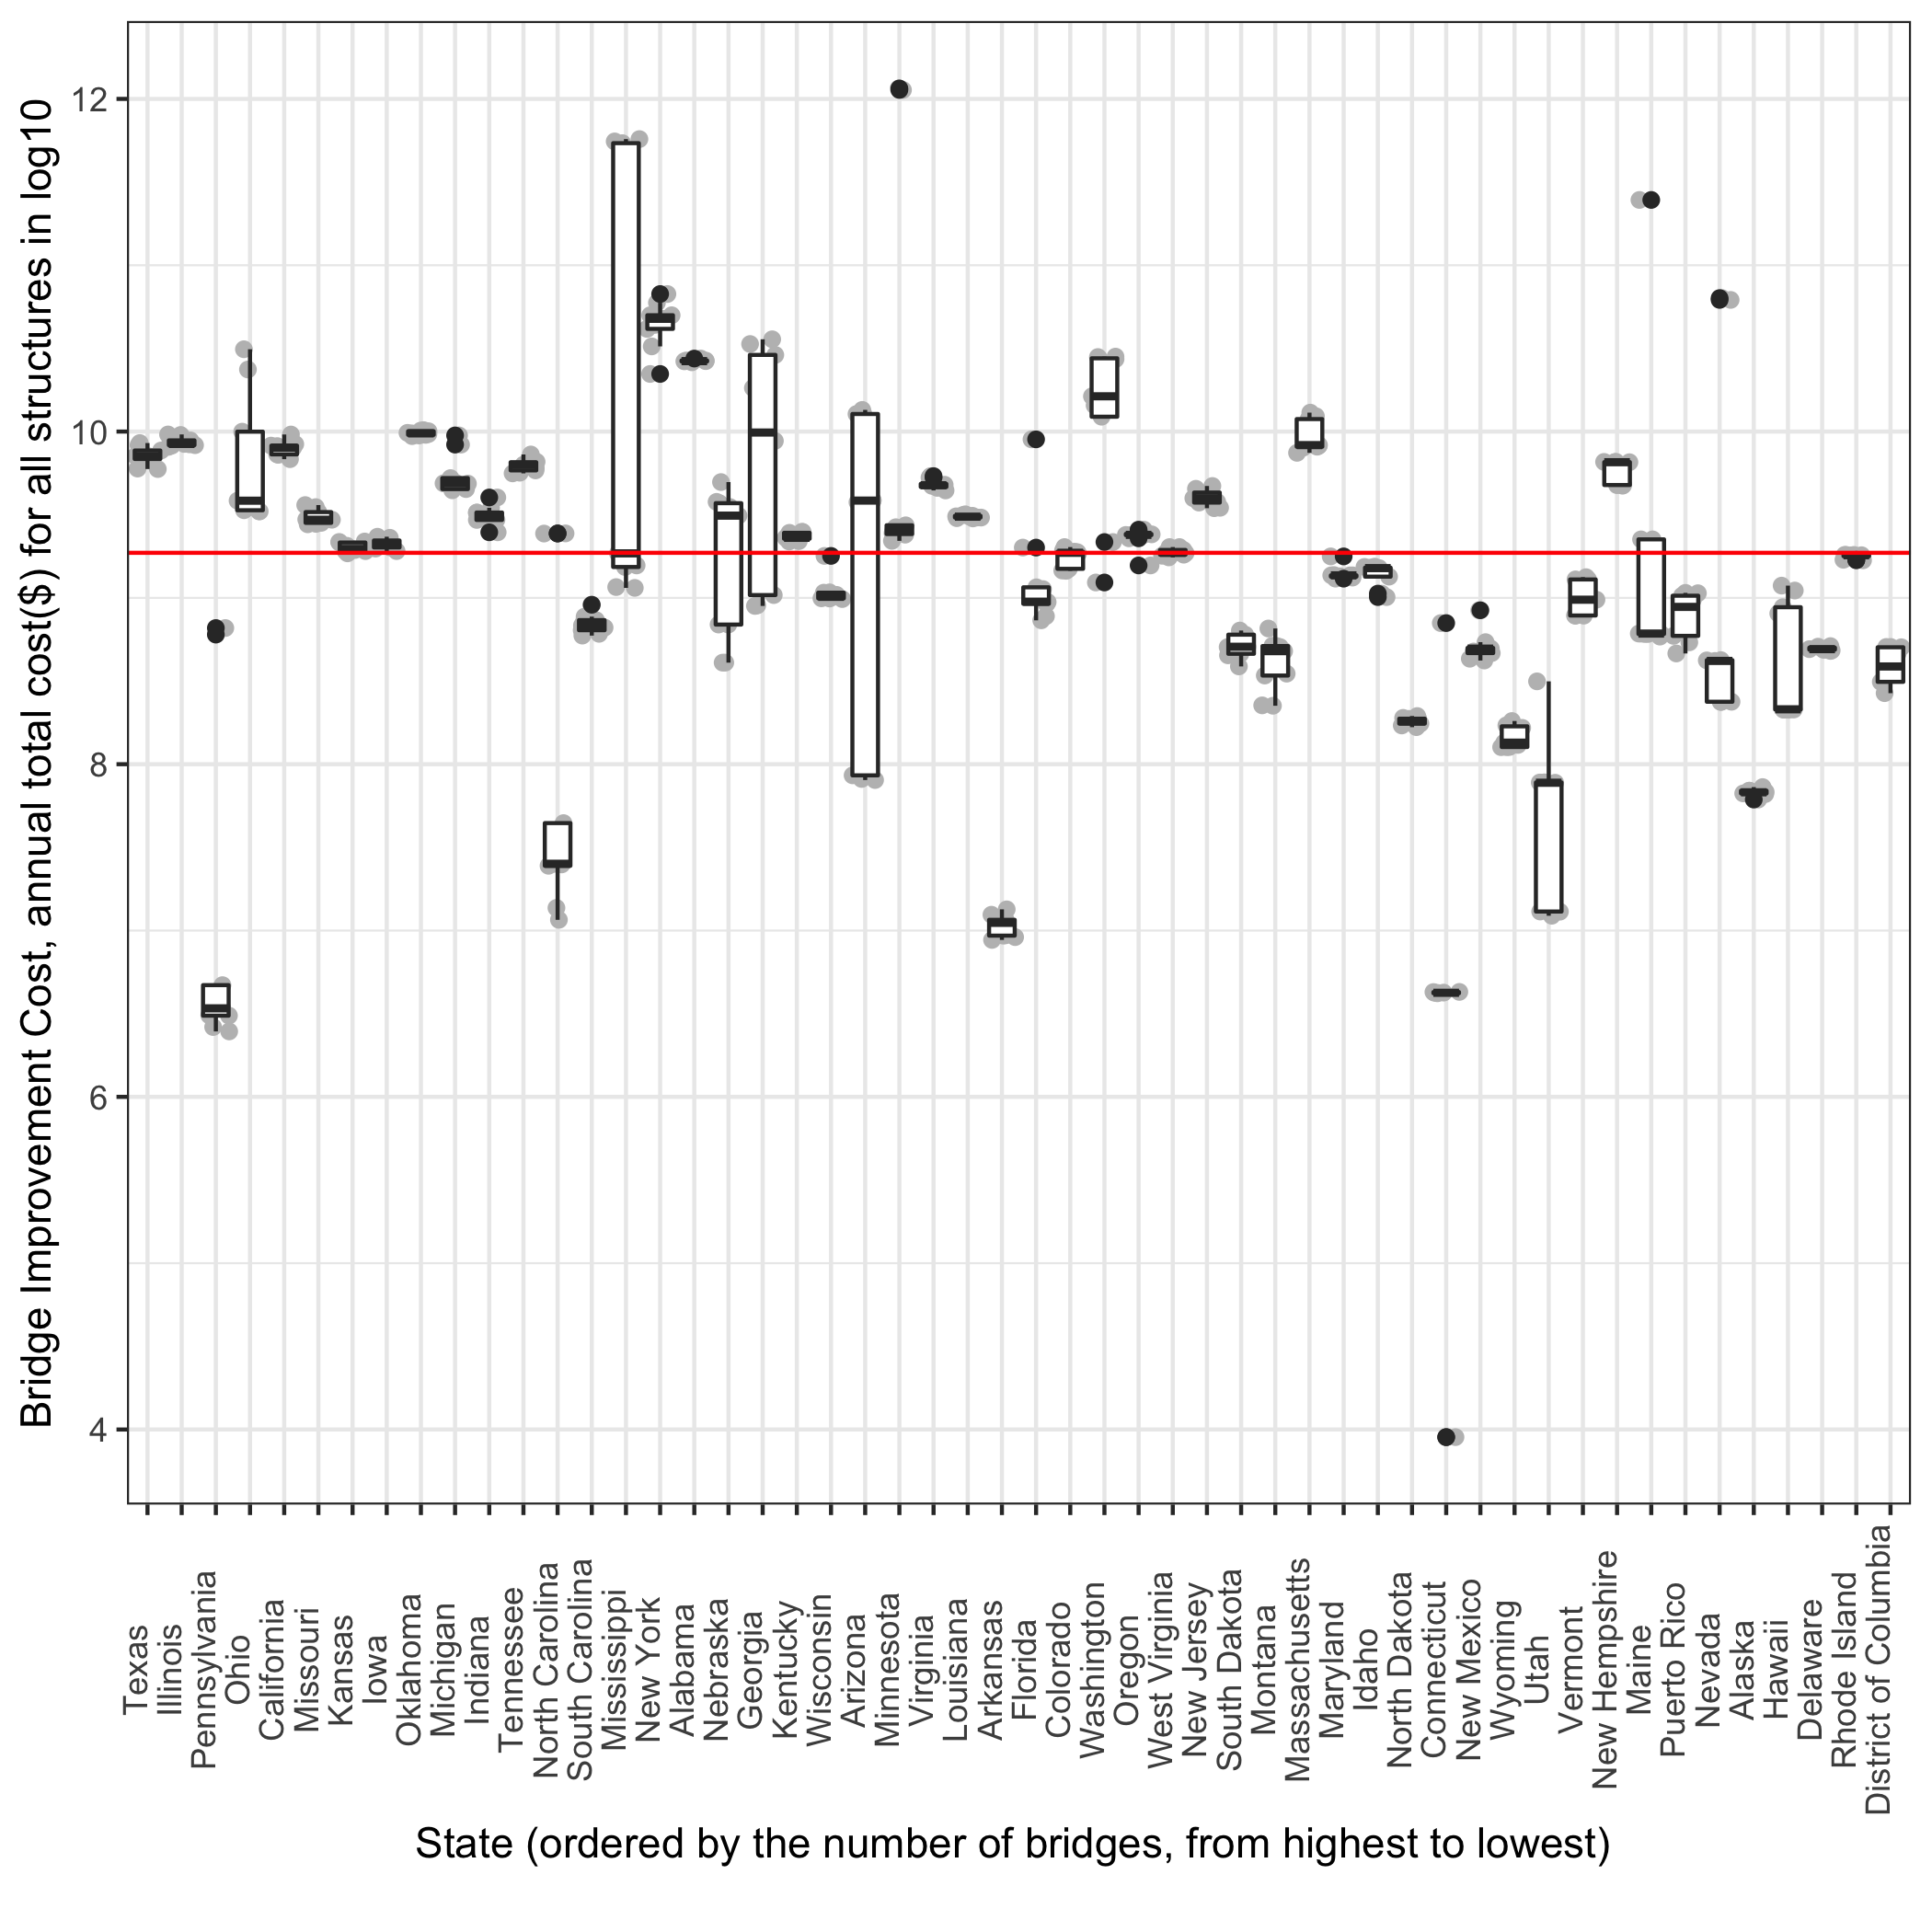 Bridge Improvement Cost, annual total cost($) for all structures in log10
12
10
8
6
4
Texas
Illinois
Pennsylvania
Ohio
California
Missouri
Kansas
Iowa
Oklahoma
Michigan
Indiana
Tennessee
North Carolina
South Carolina
Mississippi
New York
Alabama
Nebraska
Georgia
Kentucky
Wisconsin
Arizona
Minnesota
Virginia
Louisiana
Arkansas
Florida
Colorado
Washington
Oregon
West Virginia
New Jersey
South Dakota
Montana
Massachusetts
Maryland
Idaho
North Dakota
Connecticut
New Mexico
Wyoming
Utah
Vermont
New Hempshire
Maine
Puerto Rico
Nevada
Alaska
Hawaii
Delaware
Rhode Island
District of Columbia
State (ordered by the number of bridges, from highest to lowest)